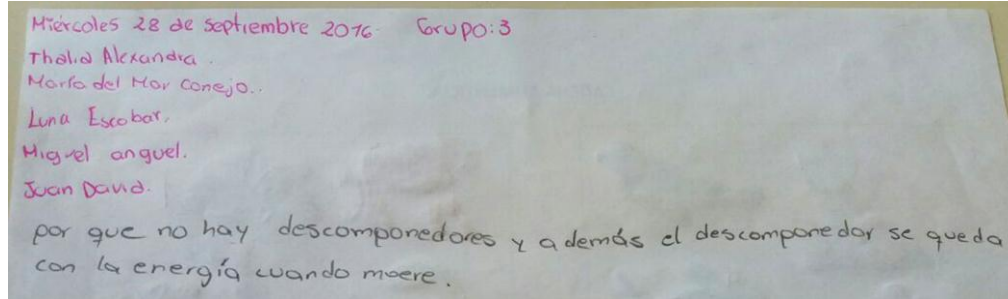 Miércoles 28 de septiembre 2016. Grupo:3
Thalia Alexandra.
María del Mar Conejo..
Luna Escobar,
Miguel anguel.
Juan David.
por que no hay descomponedores y además el descomponedor se queda
con la energía cuando moere.